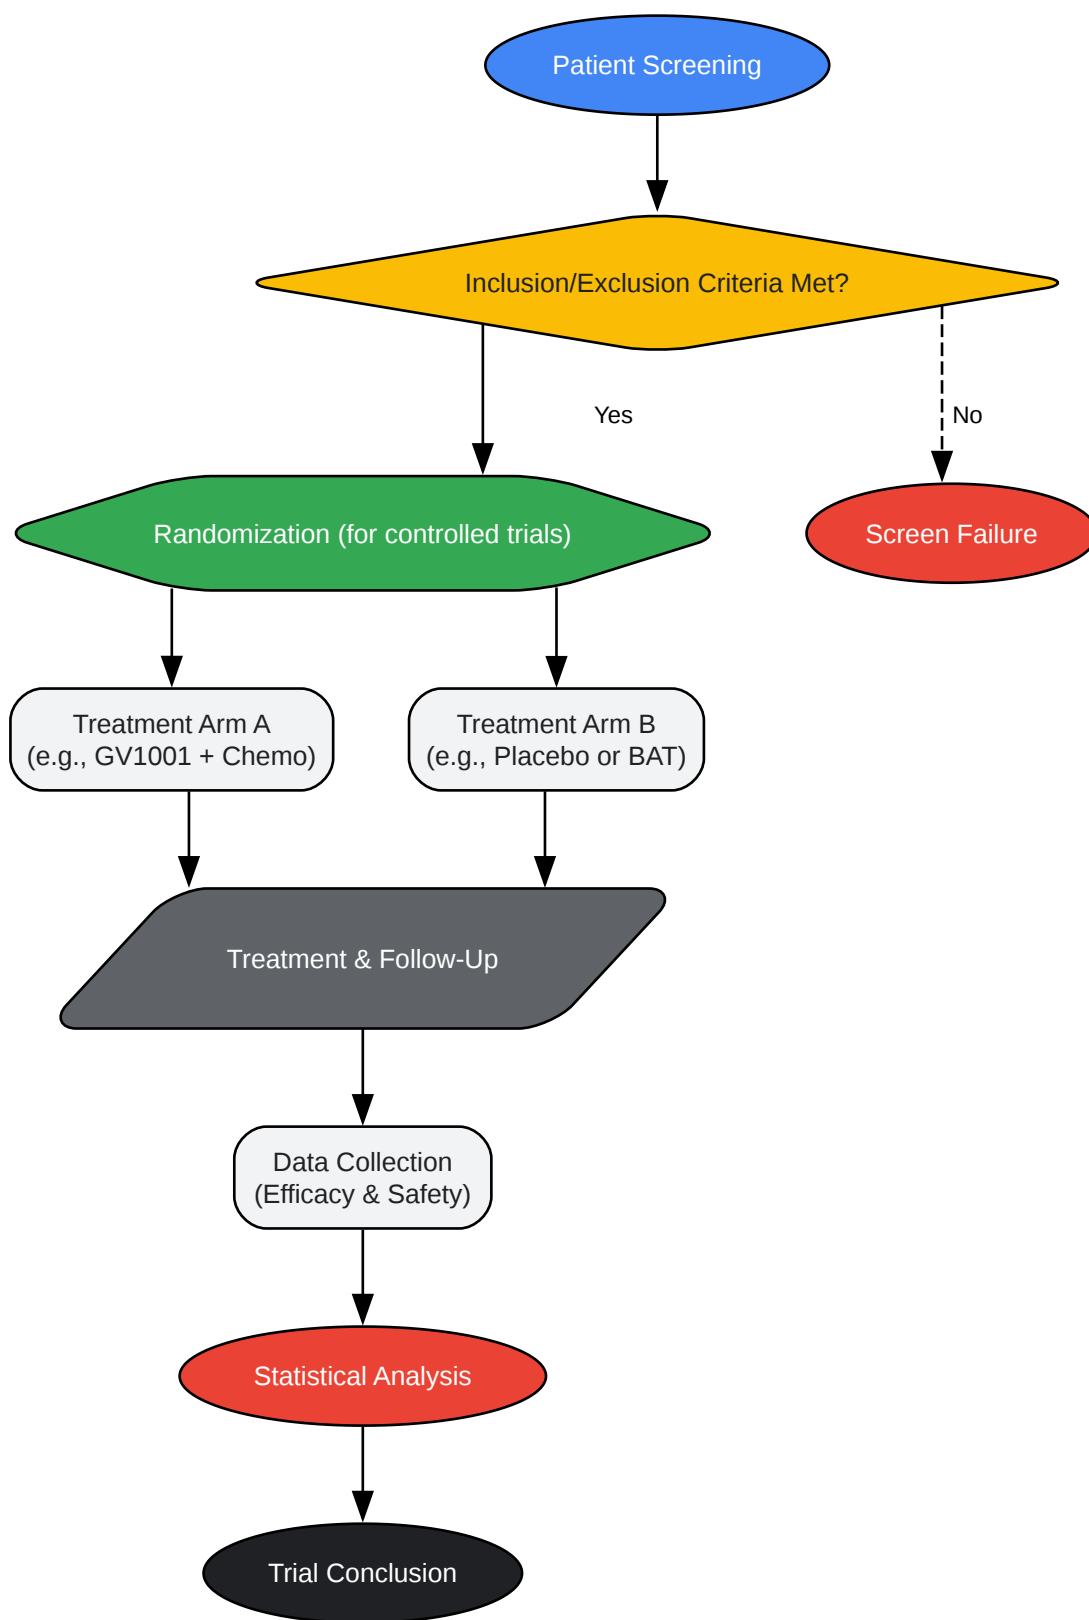 Patient Screening
Inclusion/Exclusion Criteria Met?
Yes
No
Randomization (for controlled trials)
Screen Failure
Treatment Arm A
(e.g., GV1001 + Chemo)
Treatment Arm B
(e.g., Placebo or BAT)
Treatment & Follow-Up
Data Collection
(Efficacy & Safety)
Statistical Analysis
Trial Conclusion